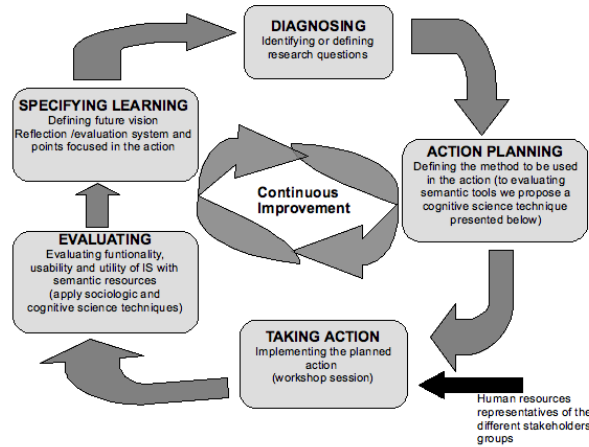 DIAGNOSING
Identifying or defining
research questions
SPECIFYING LEARNING
Defining future vision
Reflection /evaluation system and
points focused in the action
ACTION PLANNING
Defining the method to be used
in the action (to evaluating
semantic tools we propose a
cognitive science technique
presented below)
Continuous
Improvement
EVALUATING
Evaluating funtionality,
usability and utility of IS with
semantic resources
(apply sociologic and
cognitive science techniques)
TAKING ACTION
Implementing the planned
action
(workshop session)
Human resources
representatives of the
different stakeholders
groups